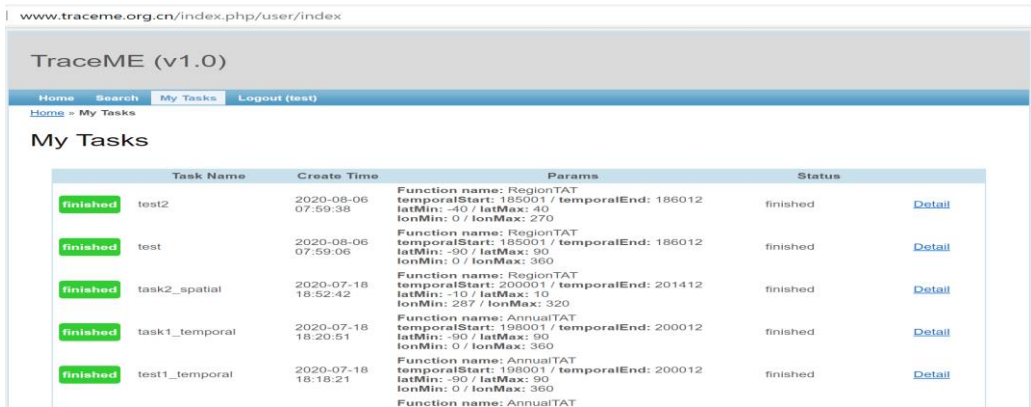 www.traceme.org.cn/index.php/user/index
TraceME (v1.0)
Home Search My Tasks Logout (test)
Home » My Tasks
My Tasks
Task Name Create Time Params Status
Function name: RegionTAT
finished test2 2020-08-06 07:59:38 temporalStart: 185001 / temporalEnd: 186012 finished Detail
latMin: -40 / latMax: 40
lonMin: 0 / lonMax: 270
Function name: RegionTAT
finished test 2020-08-06 07:59:06 temporalStart: 185001 / temporalEnd: 186012 finished Detail
latMin: -90 / latMax: 90
lonMin: 0 / lonMax: 360
Function name: RegionTAT
finished task2_spatial 2020-07-18 18:52:42 temporalStart: 200001 / temporalEnd: 201412 finished Detail
latMin: -10 / latMax: 10
lonMin: 287 / lonMax: 320
Function name: AnnualTAT
finished task1_temporal 2020-07-18 18:20:51 temporalStart: 198001 / temporalEnd: 200012 finished Detail
latMin: -90 / latMax: 90
lonMin: 0 / lonMax: 360
Function name: AnnualTAT
finished test1_temporal 2020-07-18 18:18:21 temporalStart: 198001 / temporalEnd: 200012 finished Detail
latMin: -90 / latMax: 90
lonMin: 0 / lonMax: 360
Function name: AnnualTAT